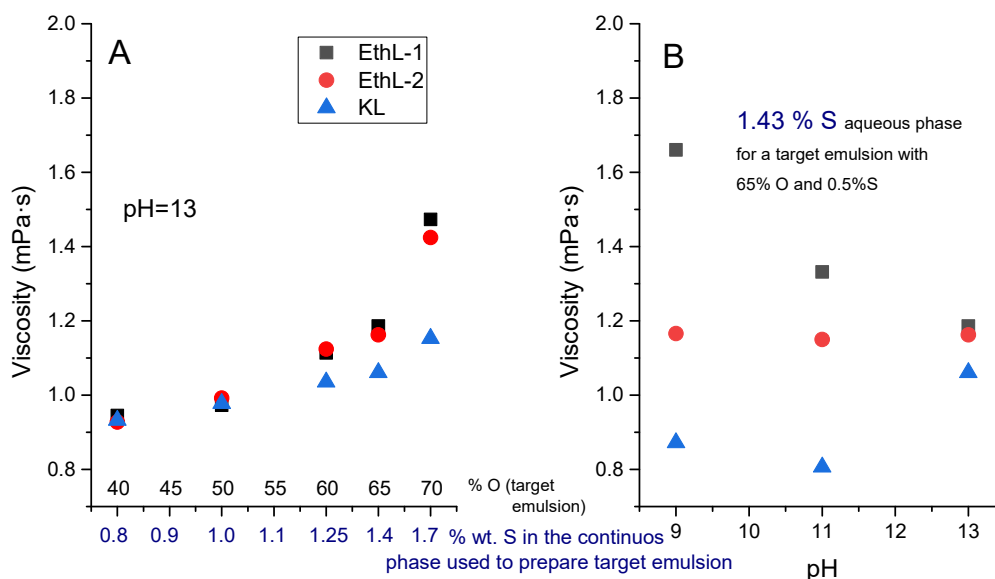 A
EthL-1
EthL-2
KL
pH=13
Viscosity (mPa·s)
2.0
1.8
1.6
1.4
1.2
1.0
0.8
40 45 50 55 60 65 70 % O (target
emulsion)
0.8 0.9 1.0 1.1 1.25 1.4 1.7 % wt. S in the continuos
phase used to prepare target emulsion
B
1.43 % S aqueous phase
for a target emulsion with
65% O and 0.5%S
Viscosity (mPa·s)
2.0
1.8
1.6
1.4
1.2
1.0
0.8
9 10 11 12 13
pH